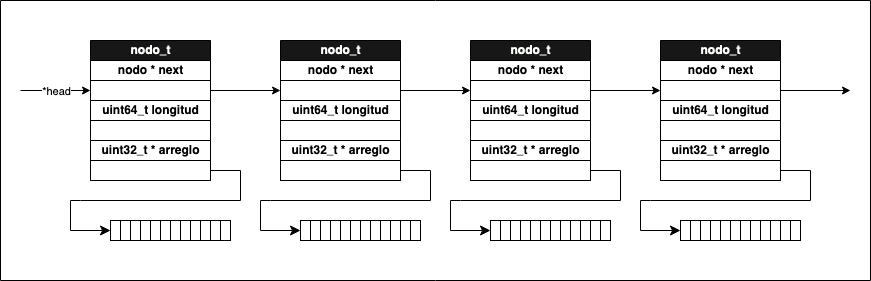 nodo_t nodo_t nodo_t nodo_t
nodo * next nodo * next nodo * next nodo * next
*head
uint64_t longitud uint64_t longitud uint64_t longitud uint64_t longitud
uint32_t * arreglo uint32_t * arreglo uint32_t * arreglo uint32_t * arreglo